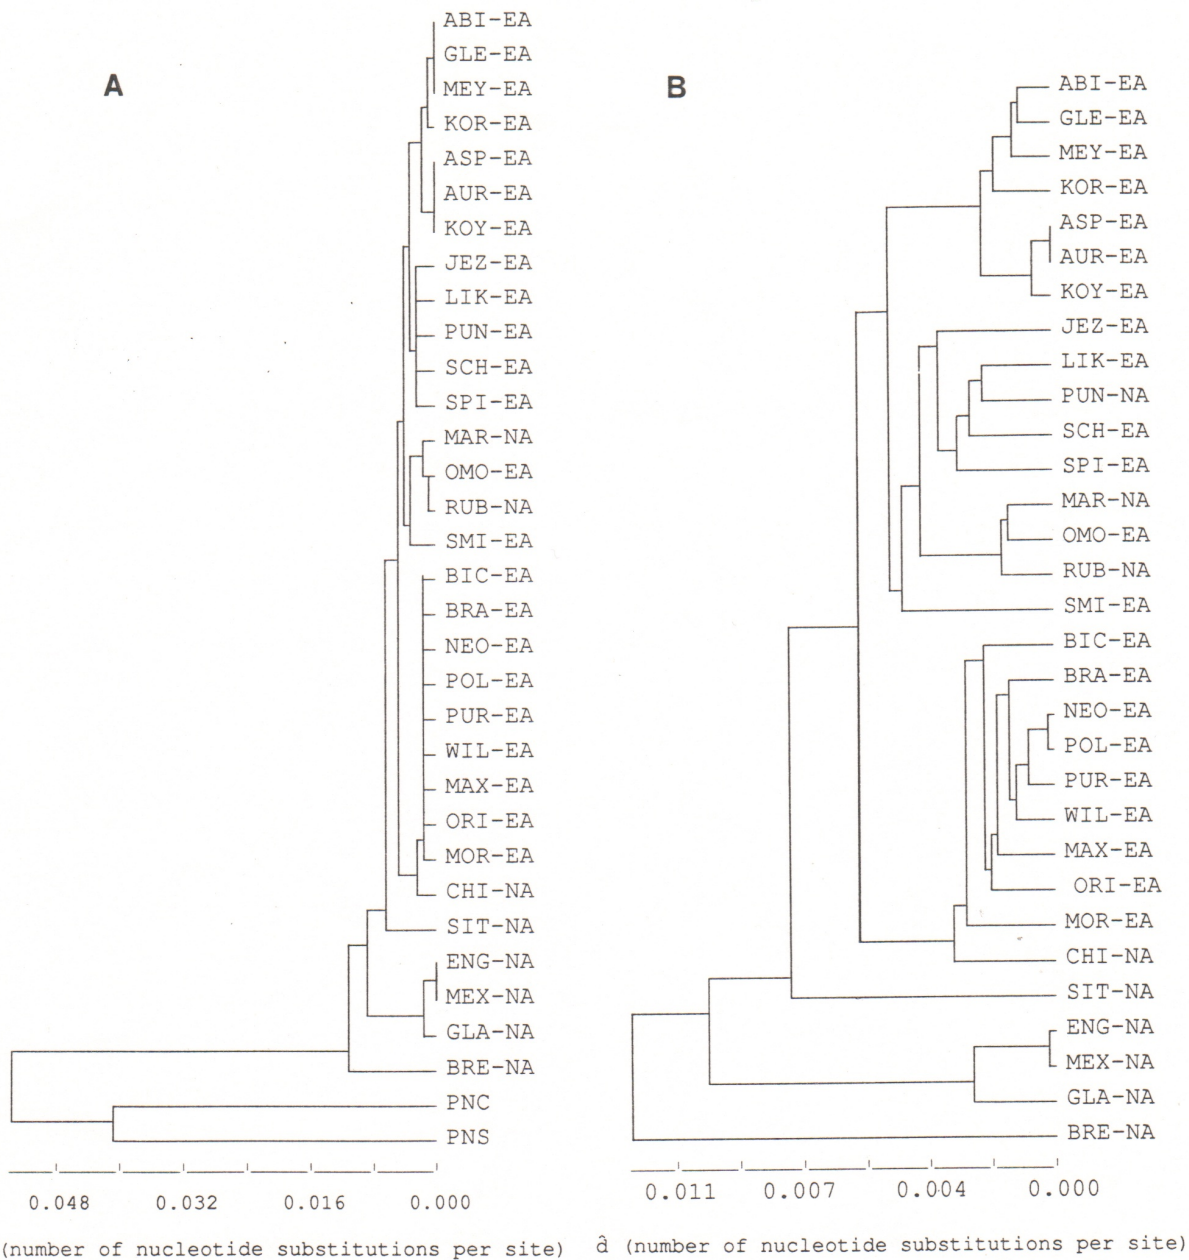 A
ABI-EA
GLE-EA
MEY-EA
KOR-EA
ASP-EA
AUR-EA
KOY-EA
JEZ-EA
LIK-EA
PUN-EA
SCH-EA
SPI-EA
MAR-NA
OMO-EA
RUB-NA
SMI-EA
BIC-EA
BRA-EA
NEO-EA
POL-EA
PUR-EA
WIL-EA
MAX-EA
ORI-EA
MOR-EA
CHI-NA
SIT-NA
ENG-NA
MEX-NA
GLA-NA
BRE-NA
PNC
PNS
0.048 0.032 0.016 0.000
(number of nucleotide substitutions per site)
B
ABI-EA
GLE-EA
MEY-EA
KOR-EA
ASP-EA
AUR-EA
KOY-EA
JEZ-EA
LIK-EA
PUN-NA
SCH-EA
SPI-EA
MAR-NA
OMO-EA
RUB-NA
SMI-EA
BIC-EA
BRA-EA
NEO-EA
POL-EA
PUR-EA
WIL-EA
MAX-EA
ORI-EA
MOR-EA
CHI-NA
SIT-NA
ENG-NA
MEX-NA
GLA-NA
BRE-NA
0.011 0.007 0.004 0.000
d̂ (number of nucleotide substitutions per site)